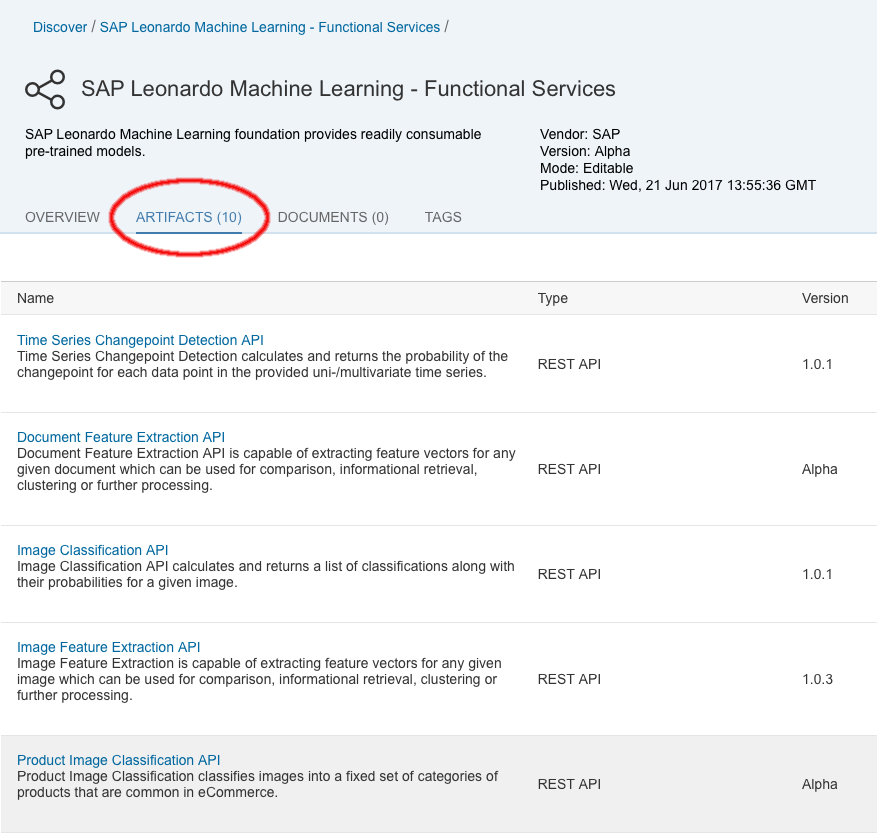 Discover / SAP Leonardo Machine Learning - Functional Services /
SAP Leonardo Machine Learning - Functional Services
SAP Leonardo Machine Learning foundation provides readily consumable
pre-trained models.
Vendor: SAP
Version: Alpha
Mode: Editable
Published: Wed, 21 Jun 2017 13:55:36 GMT
OVERVIEW ARTIFACTS (10) DOCUMENTS (0) TAGS
Name Type Version
Time Series Changepoint Detection API
Time Series Changepoint Detection calculates and returns the probability of the
changepoint for each data point in the provided uni-/multivariate time series.
REST API 1.0.1
Document Feature Extraction API
Document Feature Extraction API is capable of extracting feature vectors for any
given document which can be used for comparison, informational retrieval,
clustering or further processing.
REST API Alpha
Image Classification API
Image Classification API calculates and returns a list of classifications along with
their probabilities for a given image.
REST API 1.0.1
Image Feature Extraction API
Image Feature Extraction is capable of extracting feature vectors for any given
image which can be used for comparison, informational retrieval, clustering or
further processing.
REST API 1.0.3
Product Image Classification API
Product Image Classification classifies images into a fixed set of categories of
products that are common in eCommerce.
REST API Alpha